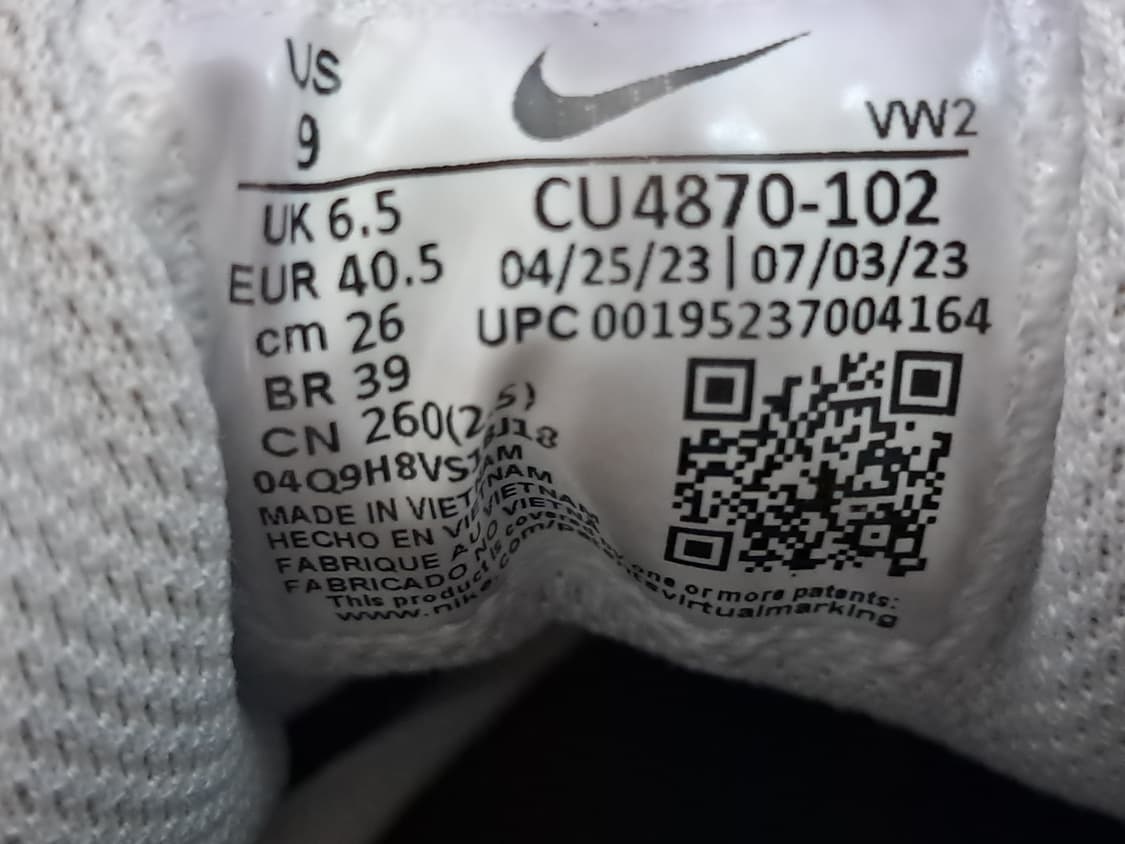 US
9
VW2
UK 6.5
EUR 40.5
cm 26
BR 39
CN 260(2.5)
CU4870-102
04/25/23 | 07/03/23
UPC 00195237004164
04Q9H8VS
MADE IN VIETNAM
HECHO EN VIETNAM
FABRIQUE AU VIETNAM
FABRICADO NO VIETNAM
This product is covered one or more patents:
www.nike.com/